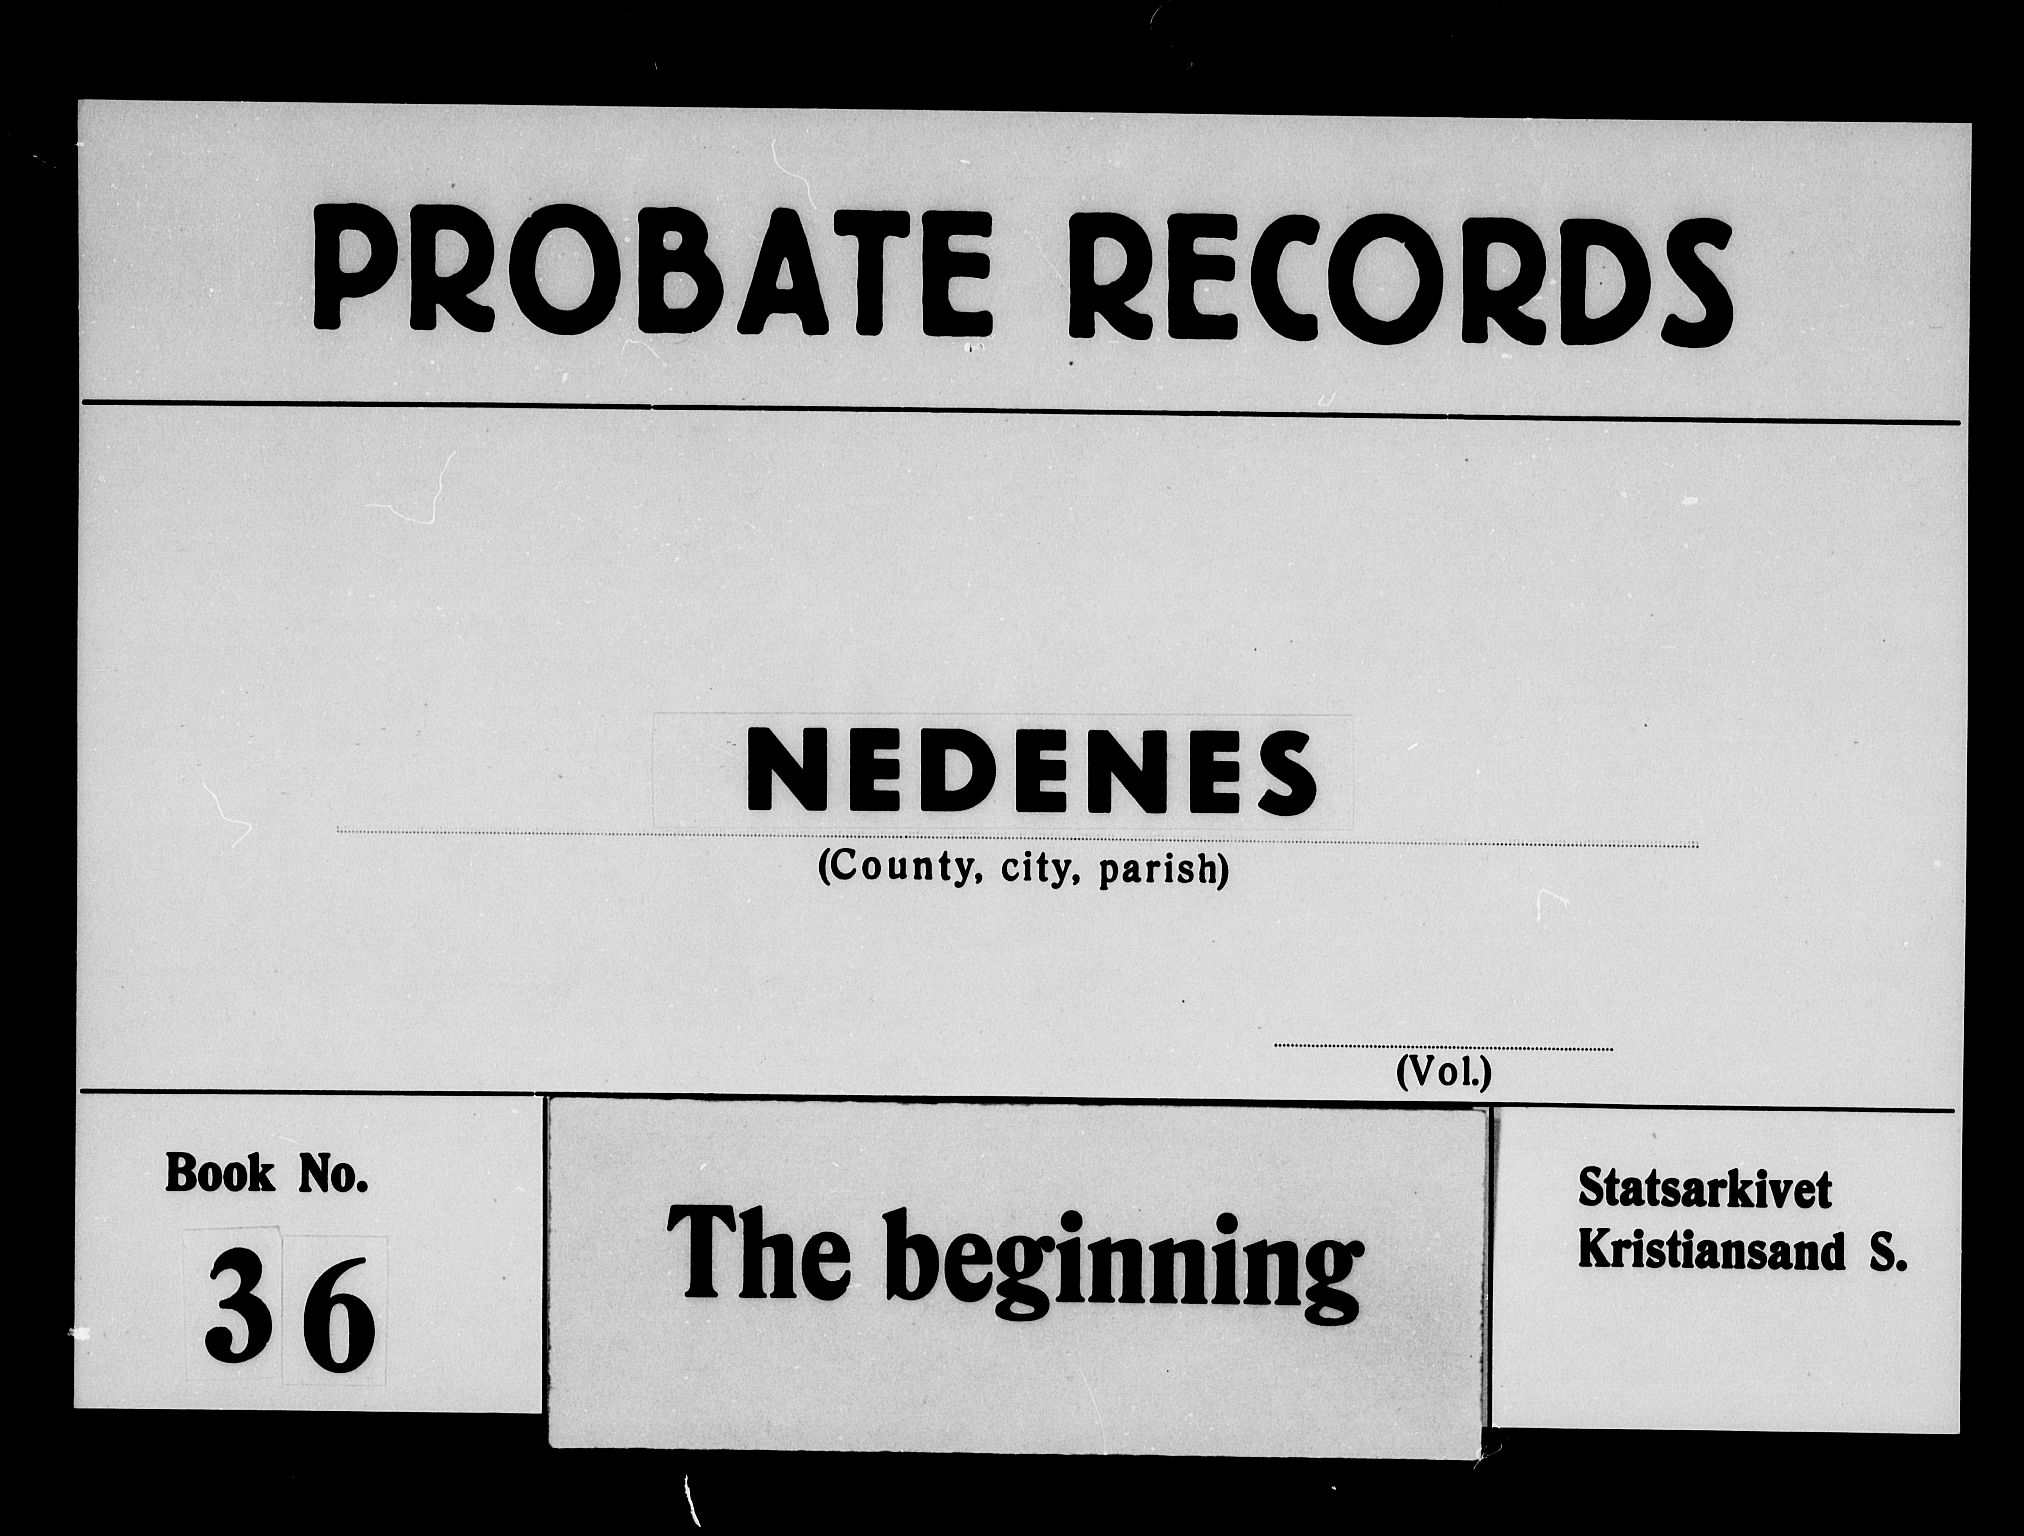 PROBATE RECORDS
NEDENES
(County, city, parish)
(Vol.)
Book No.
36
The beginning
Statsarkivet
Kristiansand S.